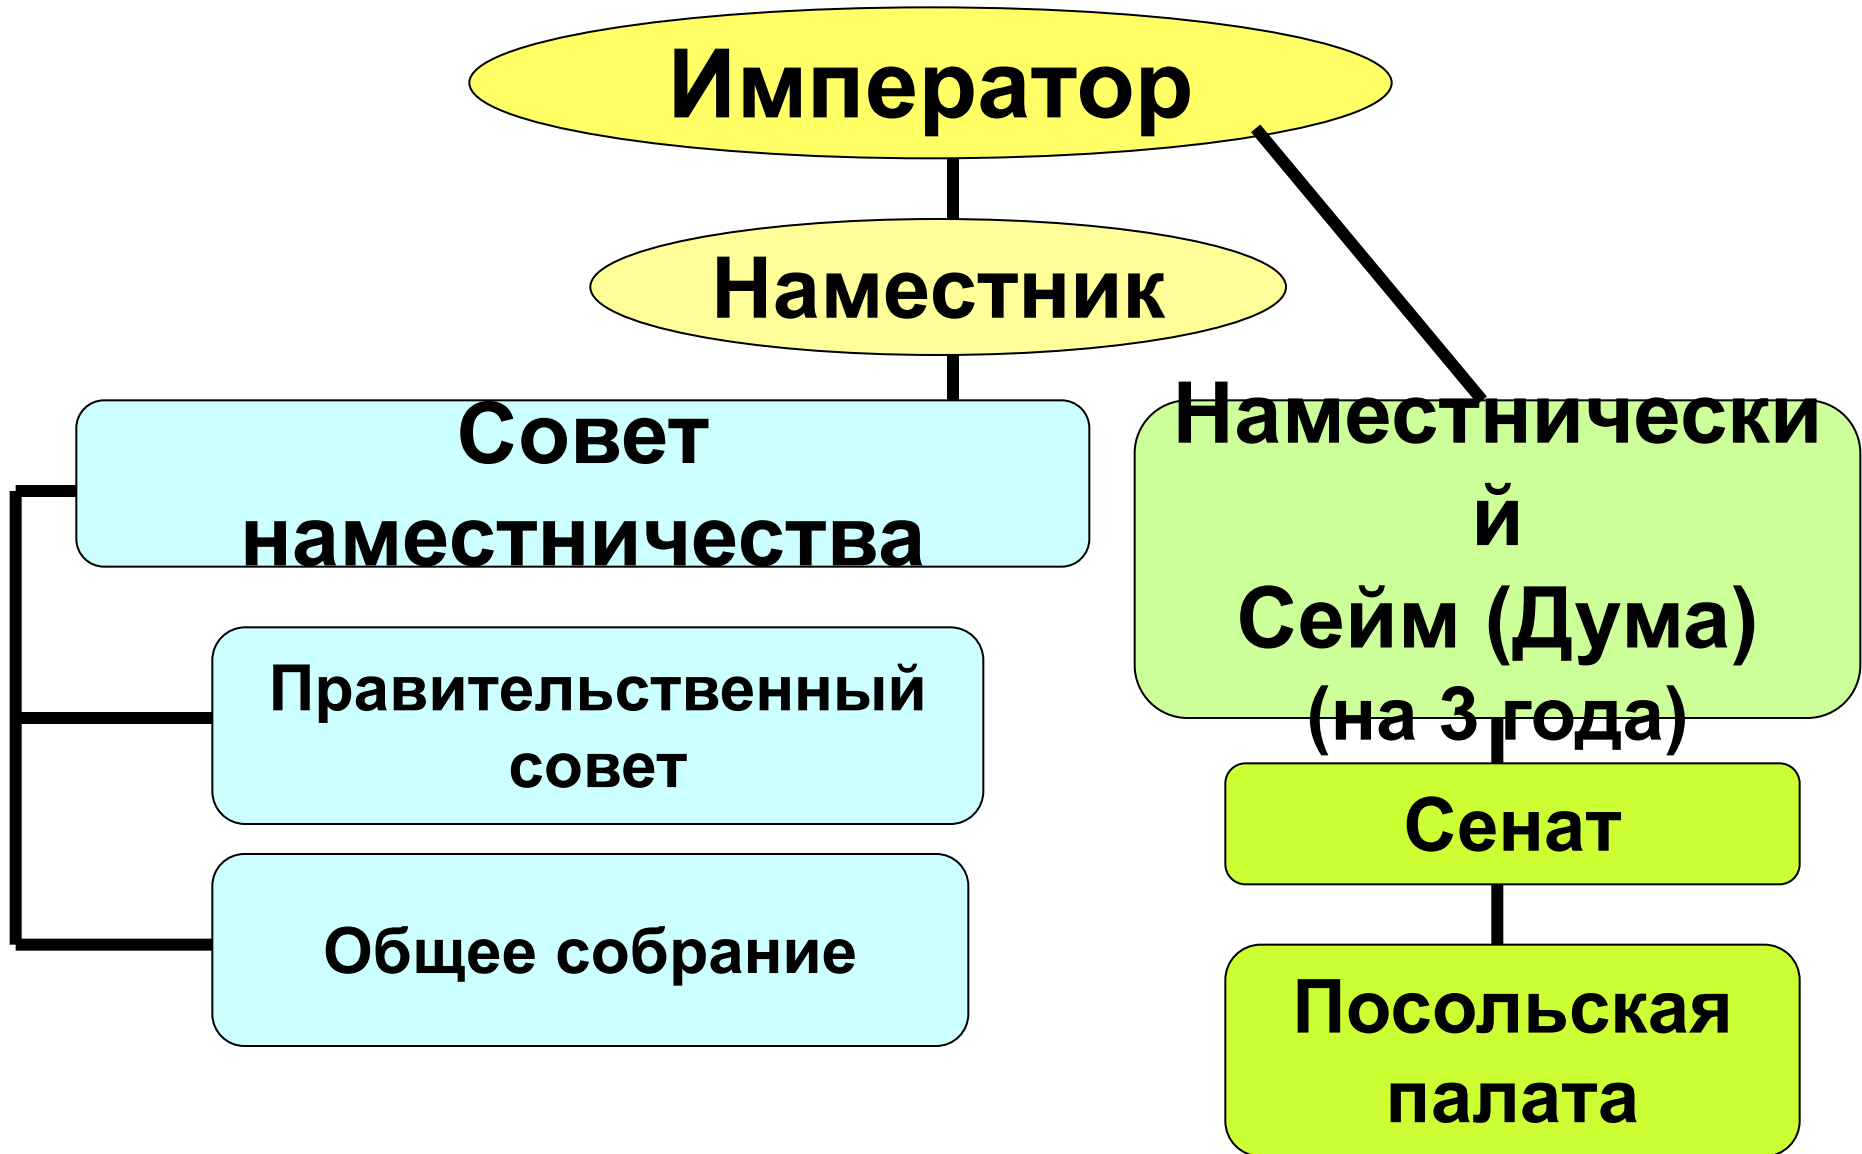 Император
Наместник
Совет
наместничества
Правительственный
совет
Общее собрание
Наместнически
й
Сейм (Дума)
(на 3 года)
Сенат
Посольская
палата